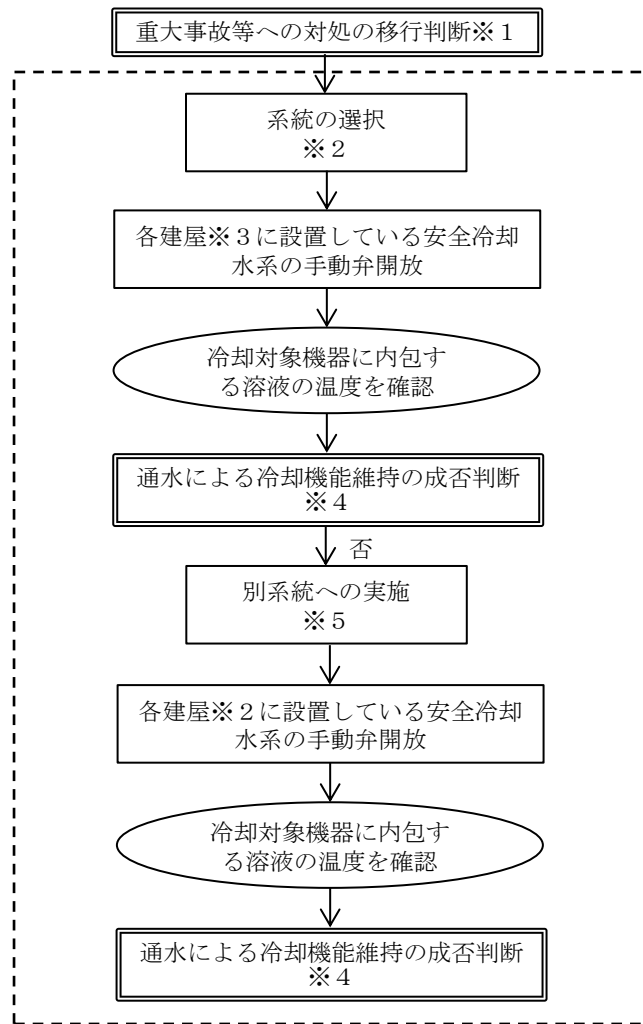 重大事故等への対処の移行判断※１
系統の選択
※２
各建屋※３に設置している安全冷却
水系の手動弁開放
冷却対象機器に内包す
る溶液の温度を確認
通水による冷却機能維持の成否判断
※４
否
別系統への実施
※５
各建屋※２に設置している安全冷却
水系の手動弁開放
冷却対象機器に内包す
る溶液の温度を確認
通水による冷却機能維持の成否判断
※４